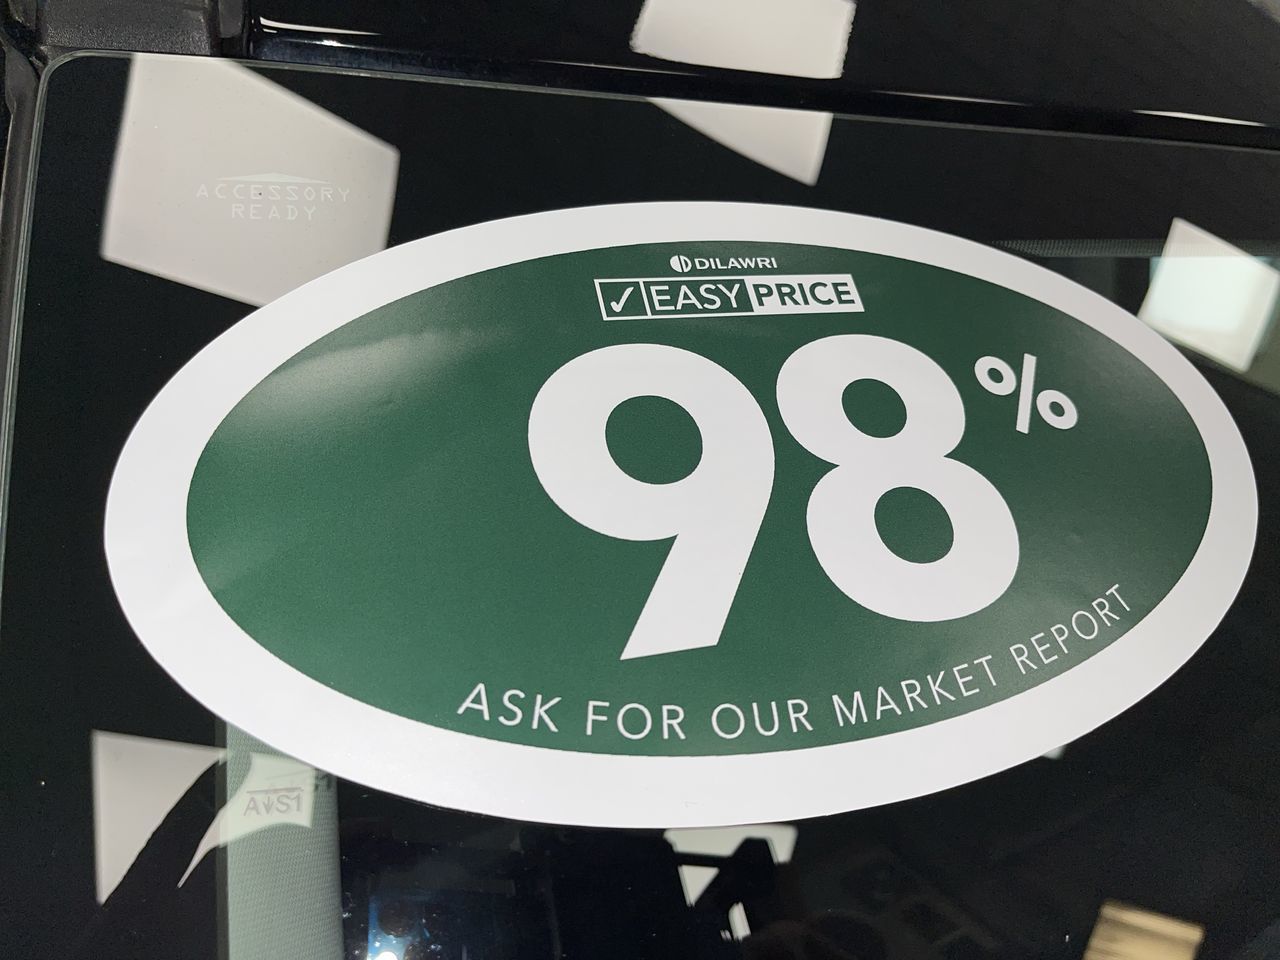 ACCESSORY
READY
DILAWRI
✓ EASY PRICE
98%
ASK FOR OUR MARKET REPORT
AS1